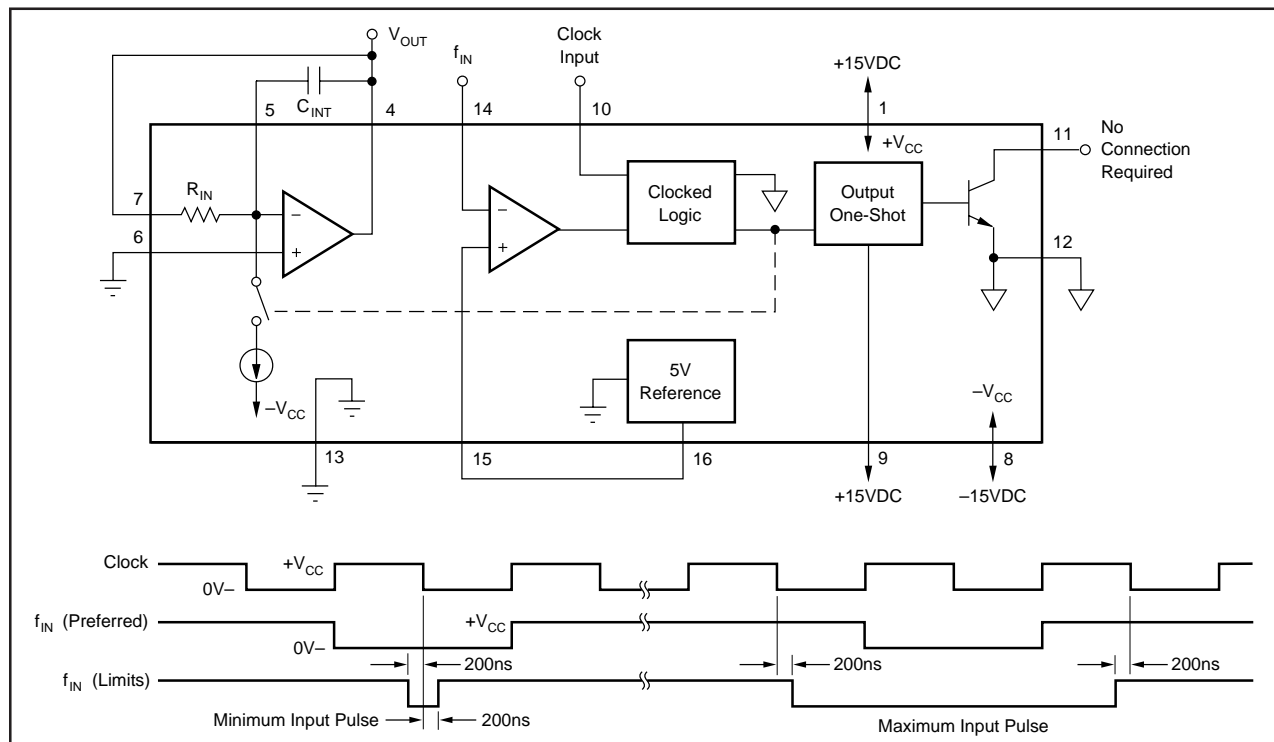 V_OUT
f_IN
Clock
Input
+15VDC
C_INT
5
4
14
10
1
11
No
Connection
Required
+V_CC
7
R_IN
–
+
6
–
+
Clocked
Logic
Output
One-Shot
12
5V
Reference
–V_CC
–V_CC
13
15
16
9
8
+15VDC
–15VDC
Clock
+V_CC
0V–
f_IN (Preferred)
+V_CC
0V–
200ns
200ns
200ns
f_IN (Limits)
Minimum Input Pulse
200ns
Maximum Input Pulse